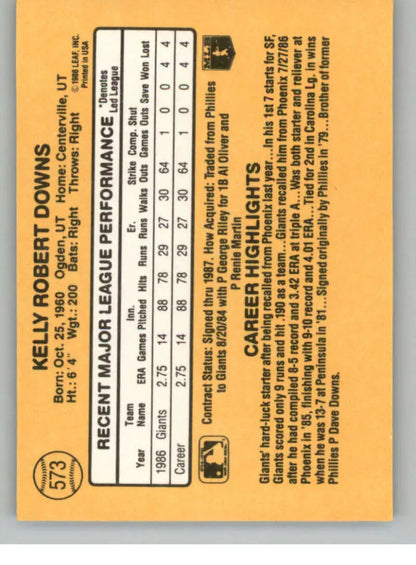 573
KELLY ROBERT DOWNS
Born: Oct. 25, 1960 Ogden, UT Home: Centerville, UT
Ht.: 6' 4" Wgt.: 200 Bats: Right Throws: Right
©1986 LEAF, INC.
Printed in USA
RECENT MAJOR LEAGUE PERFORMANCE *Denotes Led League
Year Team Name ERA Games Inn. Pitched Hits Runs Er. Runs Walks Strike Outs Comp. Games Shut Outs Save Won Lost
1986 Giants 2.75 14 88 78 29 27 30 64 1 0 0 4 4
Career 2.75 14 88 78 29 27 30 64 1 0 0 4 4
Contract Status: Signed thru 1987. How Acquired: Traded from Phillies
to Giants 8/20/84 with P George Riley for 1B Al Oliver and
P Renie Martin
MLB
CAREER HIGHLIGHTS
Giants' hard-luck starter after being recalled from Phoenix last year...In his 1st 7 starts for SF,
Giants scored only 9 runs and hit .190 as a team...Giants recalled him from Phoenix 7/27/86
after he had compiled 8-5 record and 3.42 ERA at triple A...Was both starter and reliever at
Phoenix in '85, finishing with 9-10 record and 4.01 ERA...Tied for 2nd in Carolina Lg. in wins
when he was 13-7 at Peninsula in '81...Signed originally by Phillies in '79...Brother of former
Phillies P Dave Downs.